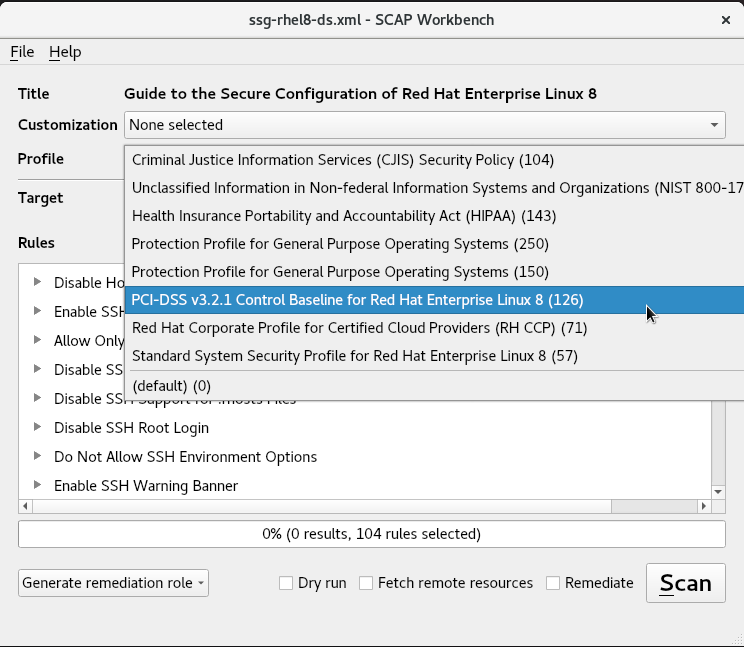 ssg-rhel8-ds.xml - SCAP Workbench
File Help
Title Guide to the Secure Configuration of Red Hat Enterprise Linux 8
Customization None selected
Profile
Criminal Justice Information Services (CJIS) Security Policy (104)
Unclassified Information in Non-federal Information Systems and Organizations (NIST 800-17
Target
Health Insurance Portability and Accountability Act (HIPAA) (143)
Rules
Protection Profile for General Purpose Operating Systems (250)
Protection Profile for General Purpose Operating Systems (150)
Disable Ho
PCI-DSS v3.2.1 Control Baseline for Red Hat Enterprise Linux 8 (126)
Enable SSH
Red Hat Corporate Profile for Certified Cloud Providers (RH CCP) (71)
Allow Only
Standard System Security Profile for Red Hat Enterprise Linux 8 (57)
Disable SS
(default) (0)
Disable SSH Support for .rhosts Files
Disable SSH Root Login
Do Not Allow SSH Environment Options
Enable SSH Warning Banner
0% (0 results, 104 rules selected)
Generate remediation role Dry run Fetch remote resources Remediate Scan